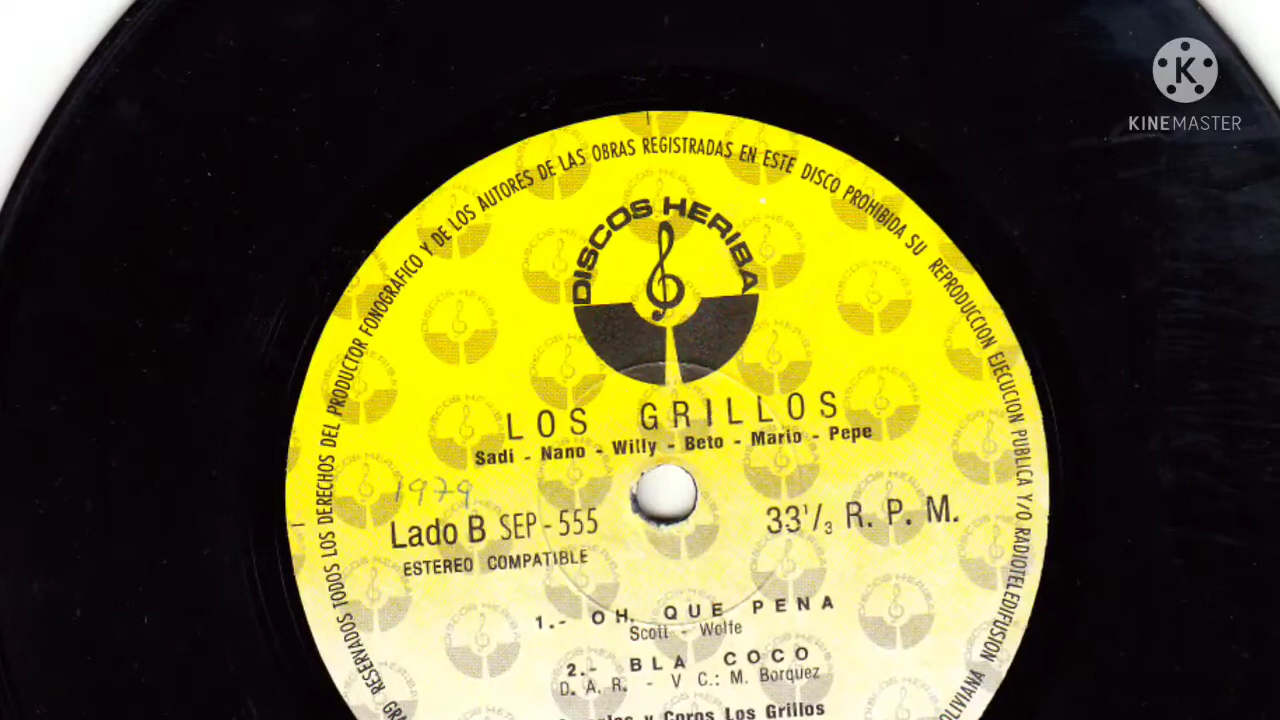 K
KINEMASTER
RESERVADOS TODOS LOS DERECHOS DEL PRODUCTOR FONOGRAFICO Y DE LOS AUTORES DE LAS OBRAS REGISTRADAS EN ESTE DISCO PROHIBIDA SU REPRODUCCION EJECUCION PUBLICA Y/O RADIOTELEDIFUSION
DISCOS HERIBA
LOS GRILLOS
Sadi - Nano - Willy - Beto - Mario - Pepe
1979
Lado B SEP - 555
33 1/3 R. P. M.
ESTEREO COMPATIBLE
1.- OH, QUE PENA
Scott - Wolfe
2.- BLA COCO
D. A. R. - V C.: M. Borquez
y Coros Los Grillos